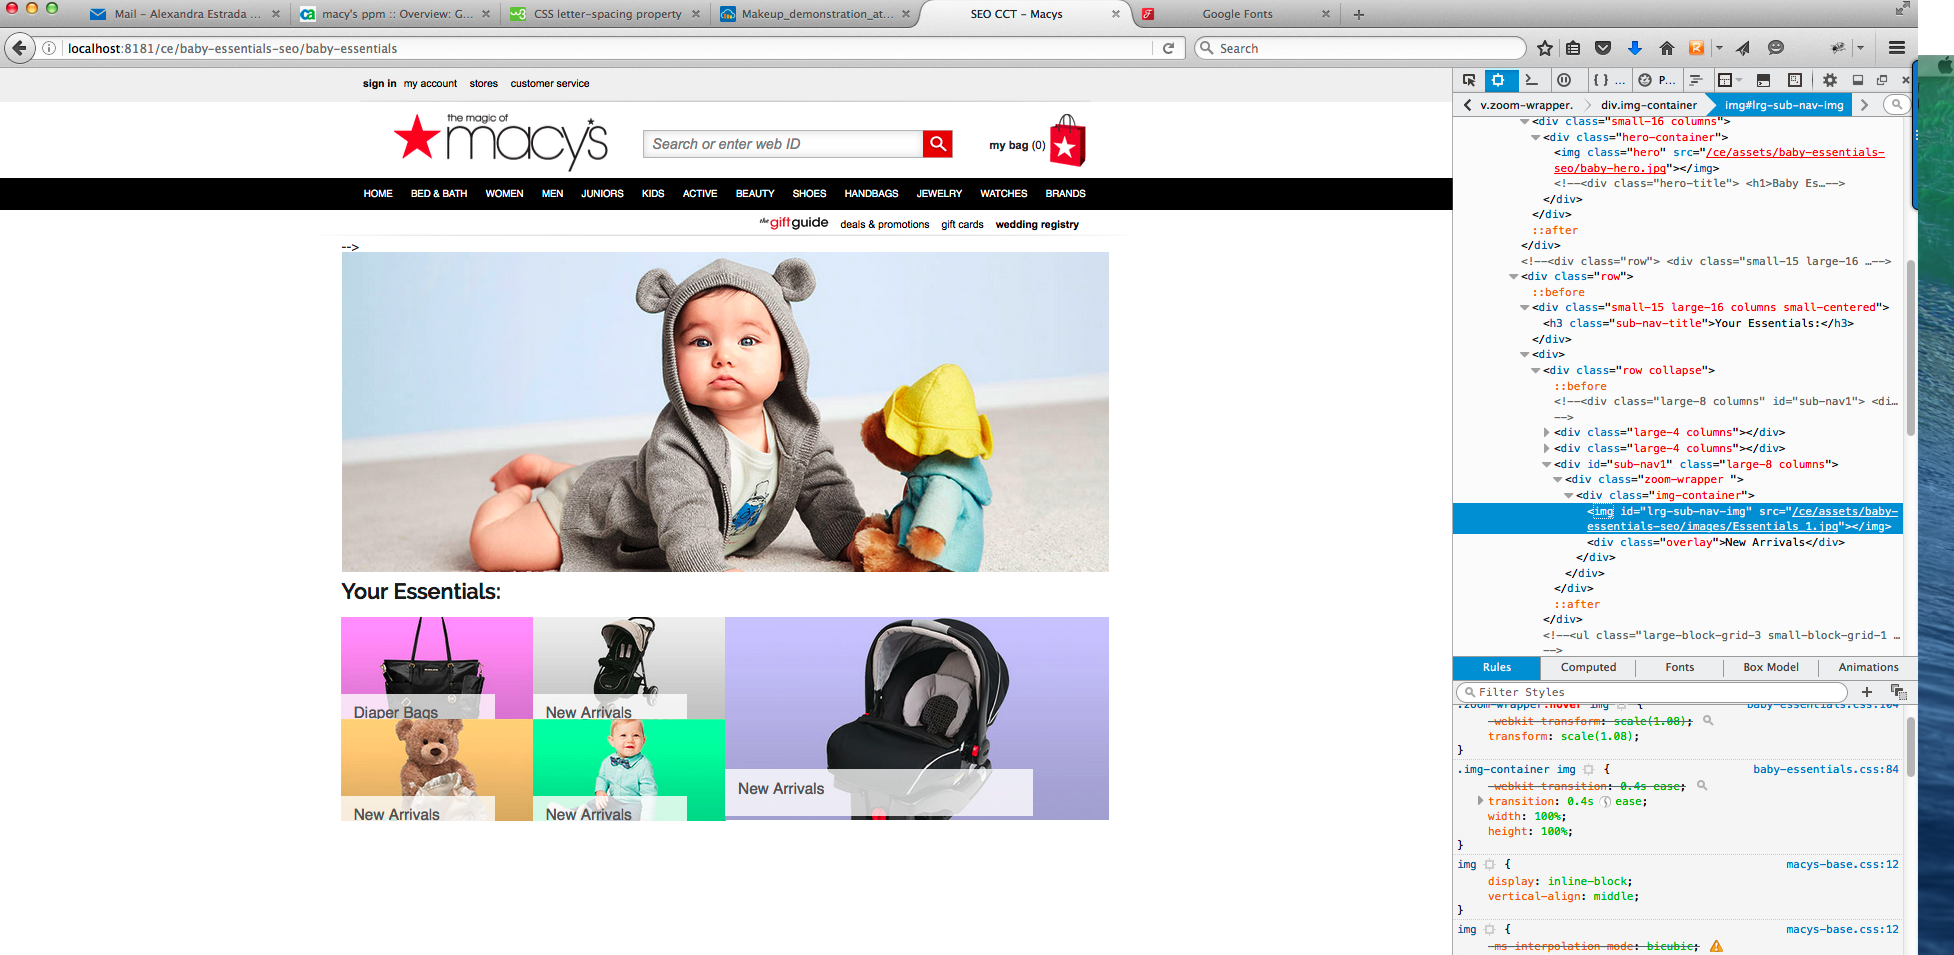 Mail – Alexandra Estrada ...
macy's ppm :: Overview: G...
CSS letter-spacing property
Makeup_demonstration_at...
SEO CCT – Macys
Google Fonts
localhost:8181/ce/baby-essentials-seo/baby-essentials
Search
sign in my account stores customer service
the magic of
macy's
Search or enter web ID
my bag (0)
HOME BED & BATH WOMEN MEN JUNIORS KIDS ACTIVE BEAUTY SHOES HANDBAGS JEWELRY WATCHES BRANDS
the giftguide deals & promotions gift cards wedding registry
-->
Your Essentials:
Diaper Bags
New Arrivals
New Arrivals
New Arrivals
New Arrivals
{ } ...
P...
v.zoom-wrapper. div.img-container img#lrg-sub-nav-img
<div class="small-16 columns">
<div class="hero-container">
<img class="hero" src="/ce/assets/baby-essentials-
seo/baby-hero.jpg"></img>
<!--<div class="hero-title"> <h1>Baby Es…-->
</div>
</div>
::after
</div>
<!--<div class="row"> <div class="small-15 large-16 …-->
<div class="row">
::before
<div class="small-15 large-16 columns small-centered">
<h3 class="sub-nav-title">Your Essentials:</h3>
</div>
<div>
<div class="row collapse">
::before
<!--<div class="large-8 columns" id="sub-nav1"> <di…
-->
<div class="large-4 columns"></div>
<div class="large-4 columns"></div>
<div id="sub-nav1" class="large-8 columns">
<div class="zoom-wrapper ">
<div class="img-container">
<img id="lrg-sub-nav-img" src="/ce/assets/baby-
essentials-seo/images/Essentials_1.jpg"></img>
<div class="overlay">New Arrivals</div>
</div>
</div>
</div>
::after
</div>
<!--<ul class="large-block-grid-3 small-block-grid-1 …
-->
Rules Computed Fonts Box Model Animations
Filter Styles
.zoom-wrapper:hover img { baby-essentials.css:104
-webkit-transform: scale(1.08);
transform: scale(1.08);
}
.img-container img { baby-essentials.css:84
-webkit-transition: 0.4s ease;
transition: 0.4s ease;
width: 100%;
height: 100%;
}
img { macys-base.css:12
display: inline-block;
vertical-align: middle;
}
img { macys-base.css:12
-ms-interpolation-mode: bicubic;